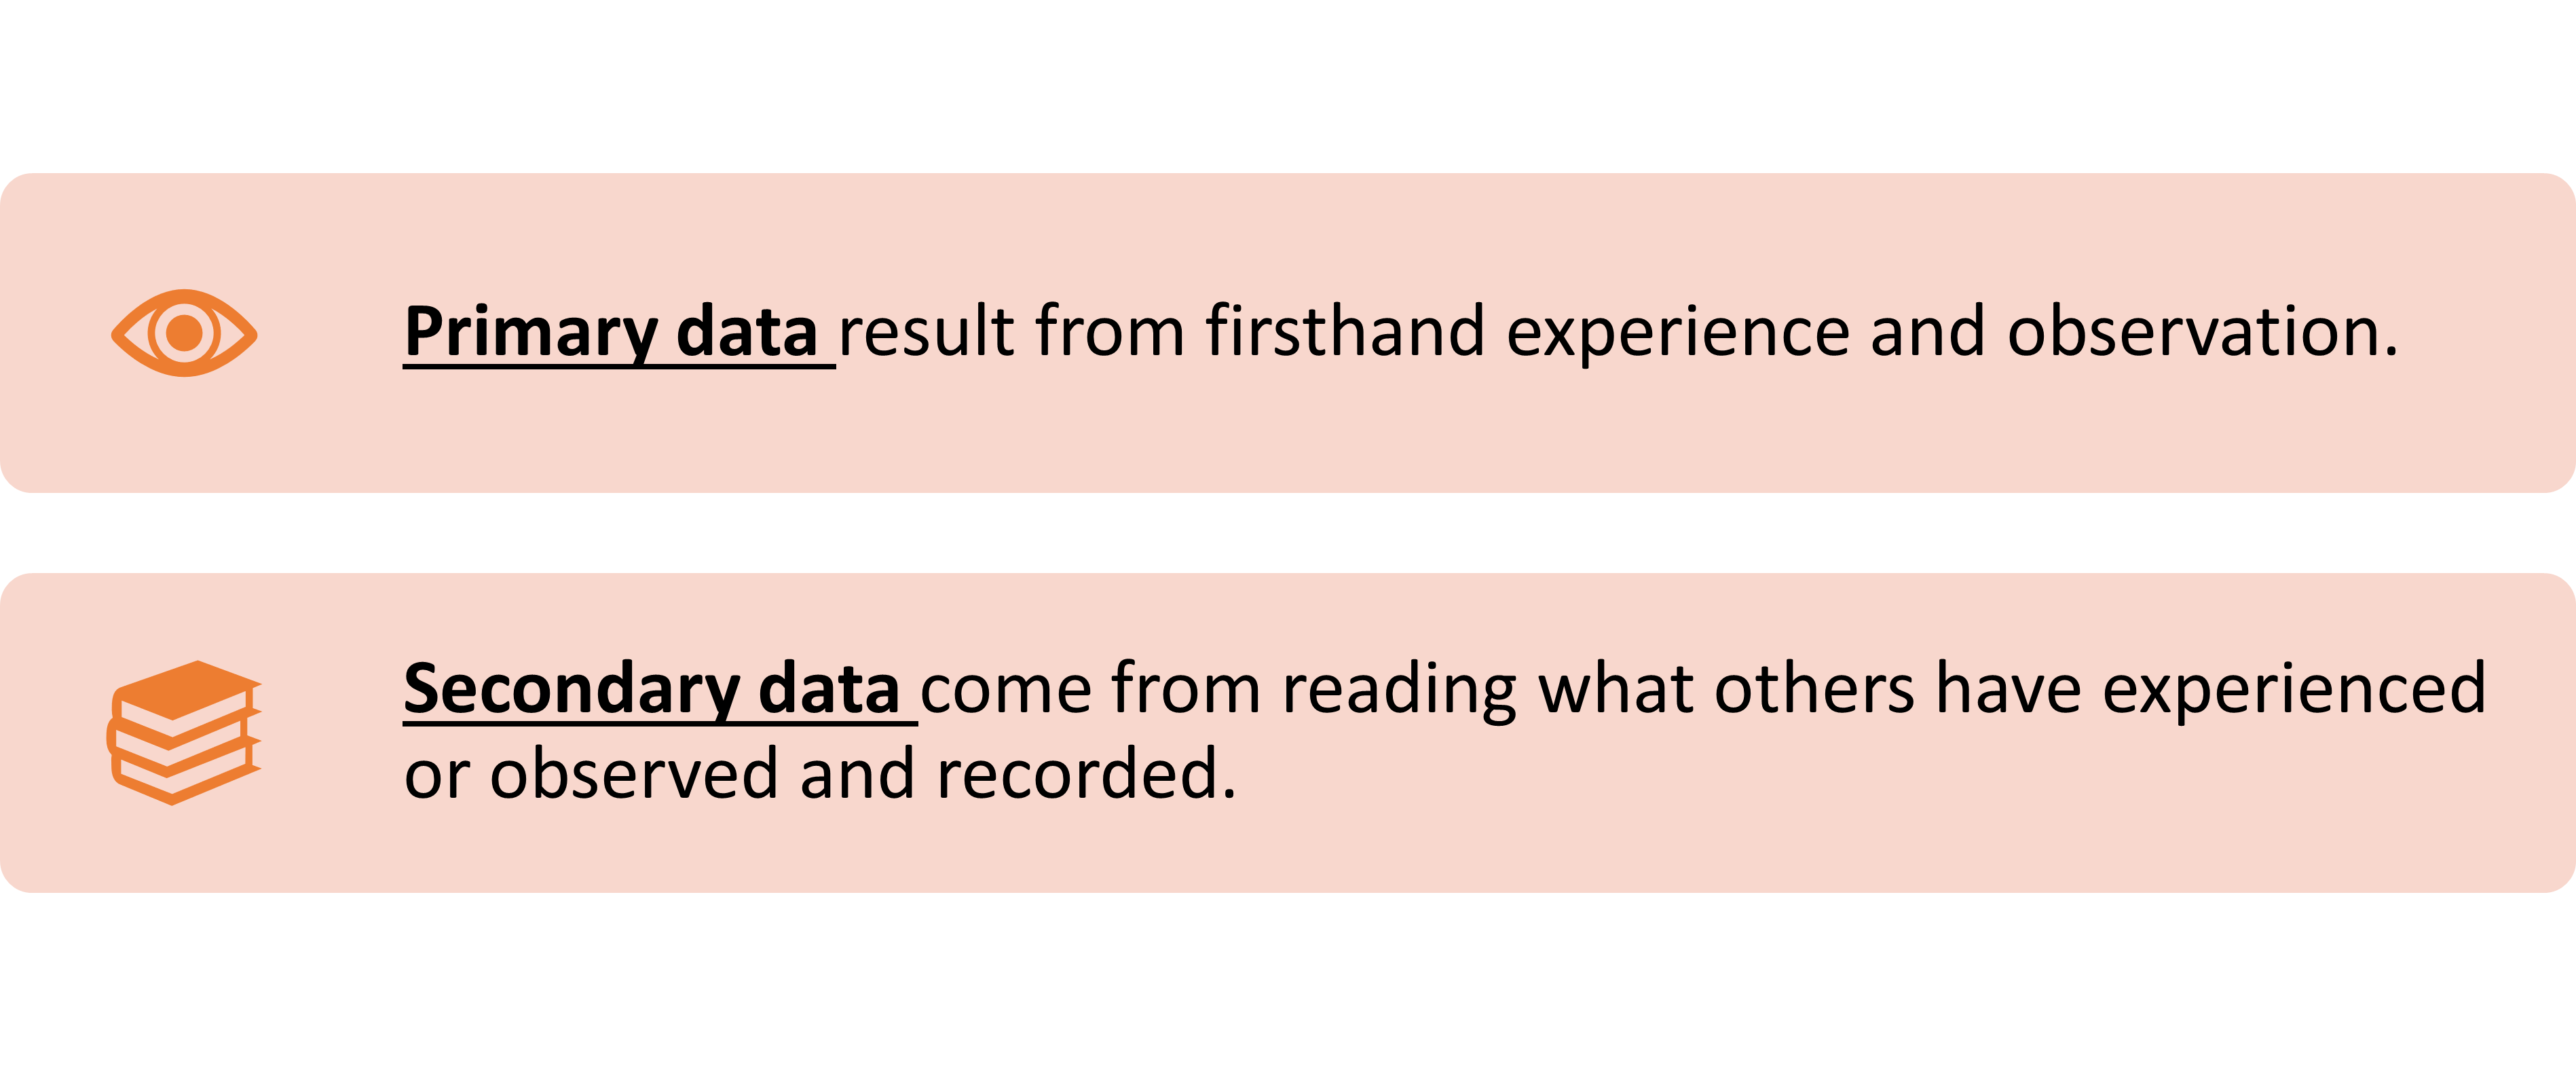 Primary data result from firsthand experience and observation.
Secondary data come from reading what others have experienced
or observed and recorded.